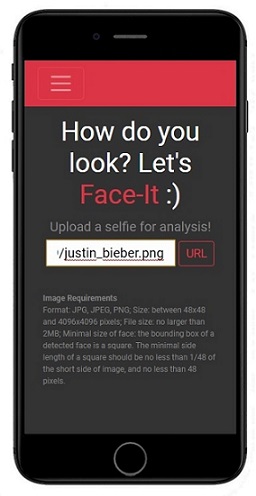 How do you
look? Let's
Face-It :)
Upload a selfie for analysis!
/justin_bieber.png URL
Image Requirements
Format: JPG, JPEG, PNG; Size: between 48x48
and 4096x4096 pixels; File size: no larger than
2MB; Minimal size of face: the bounding box of a
detected face is a square. The minimal side
length of a square should be no less than 1/48 of
the short side of image, and no less than 48
pixels.